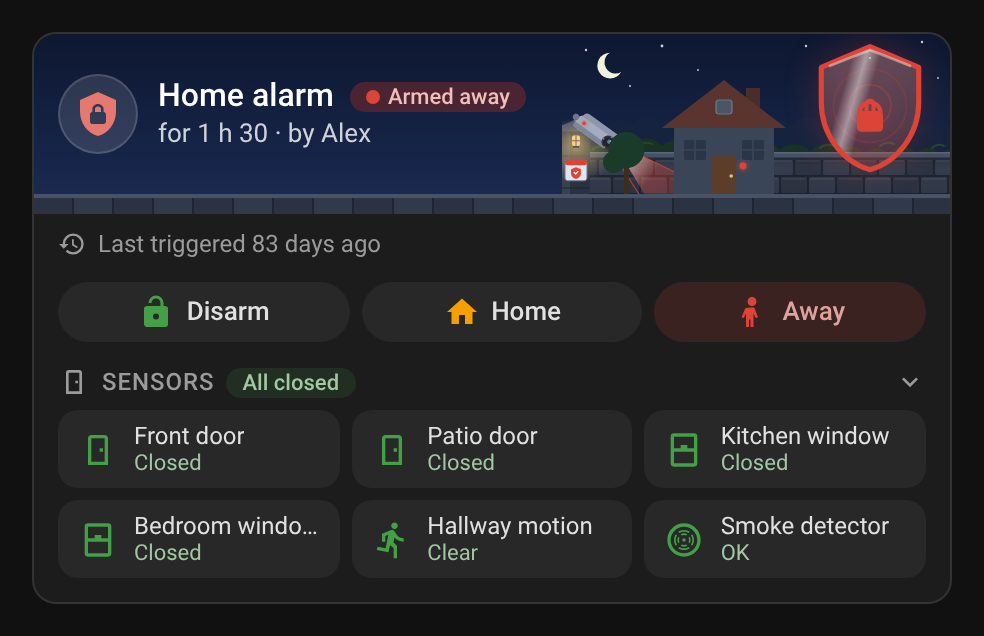 Home alarm
Armed away
for 1 h 30 · by Alex
Last triggered 83 days ago
Disarm
Home
Away
SENSORS
All closed
Front door
Closed
Patio door
Closed
Kitchen window
Closed
Bedroom windo…
Closed
Hallway motion
Clear
Smoke detector
OK